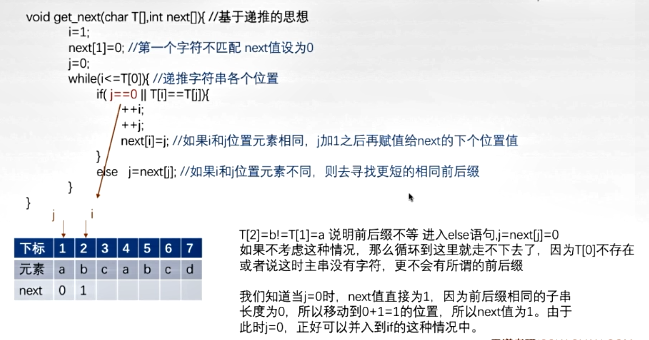 void get_next(char T[],int next[]){ //基于递推的思想
i=1;
next[1]=0; //第一个字符不匹配 next值设为0
j=0;
while(i<=T[0]){ //递推字符串各个位置
if( j==0 || T[i]==T[j]){
++i;
++j;
next[i]=j; //如果i和j位置元素相同，j加1之后再赋值给next的下个位置值
}
else j=next[j]; //如果i和j位置元素不同，则去寻找更短的相同前后缀
}
}
j i
下标 1 2 3 4 5 6 7
元素 a b c a b c d
next 0 1
T[2]=b!=T[1]=a 说明前后缀不等 进入else语句,j=next[j]=0
如果不考虑这种情况，那么循环到这里就走不下去了，因为T[0]不存在
或者说这时主串没有字符，更不会有所谓的前后缀
我们知道当j=0时，next值直接为1，因为前后缀相同的子串
长度为0，所以移动到0+1=1的位置，所以next值为1。由于
此时j=0，正好可以并入到if的这种情况中。